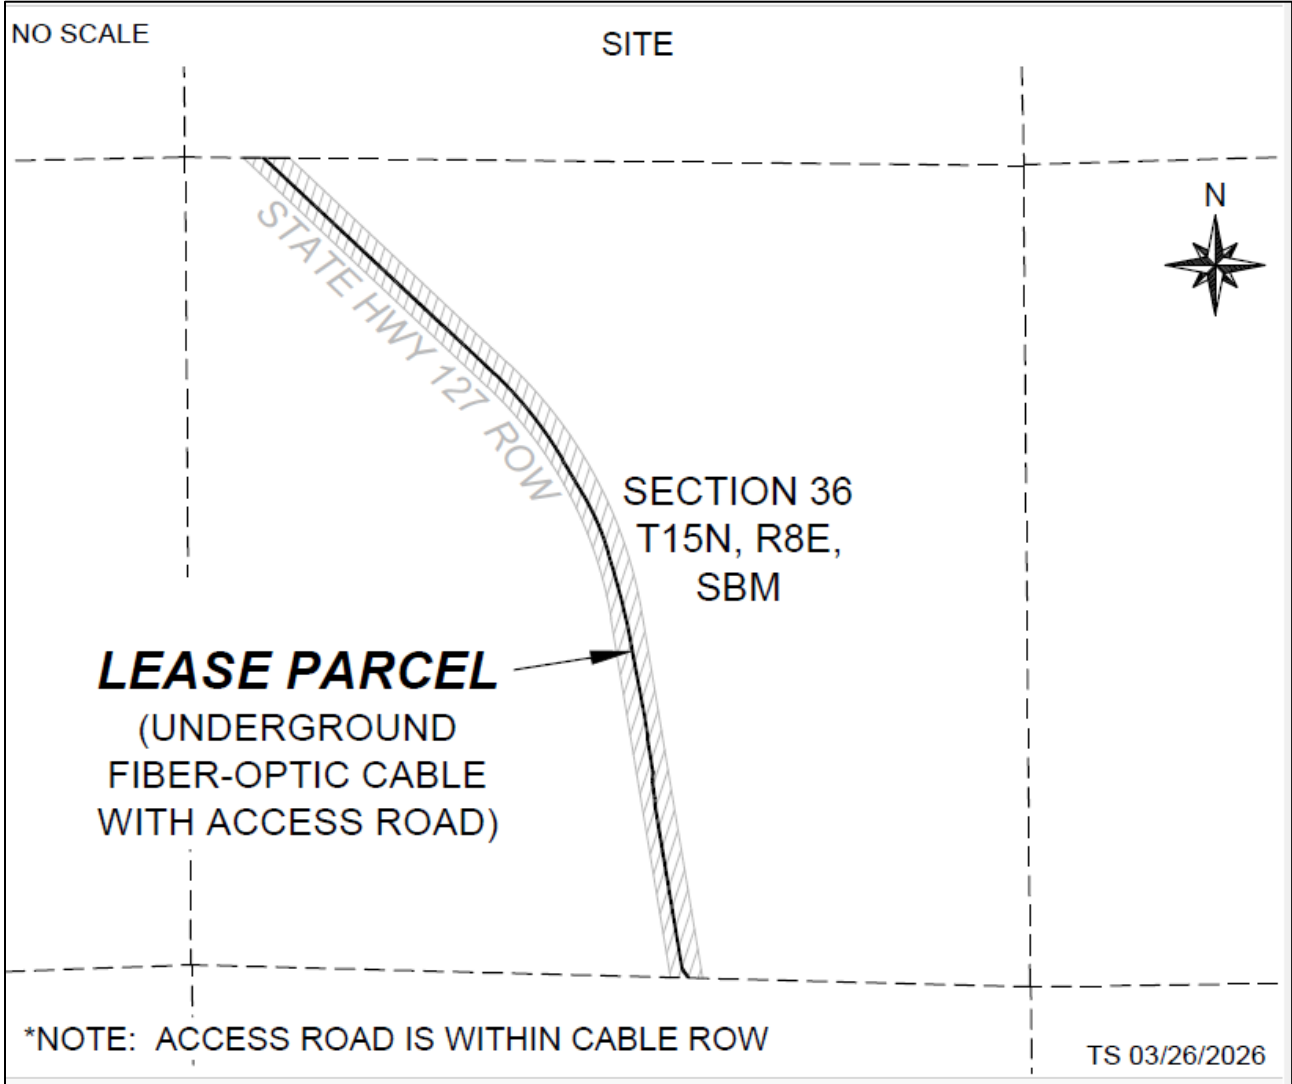 NO SCALE
SITE
N
STATE HWY 127 ROW
SECTION 36
T15N, R8E,
SBM
LEASE PARCEL
(UNDERGROUND
FIBER-OPTIC CABLE
WITH ACCESS ROAD)
*NOTE: ACCESS ROAD IS WITHIN CABLE ROW
TS 03/26/2026